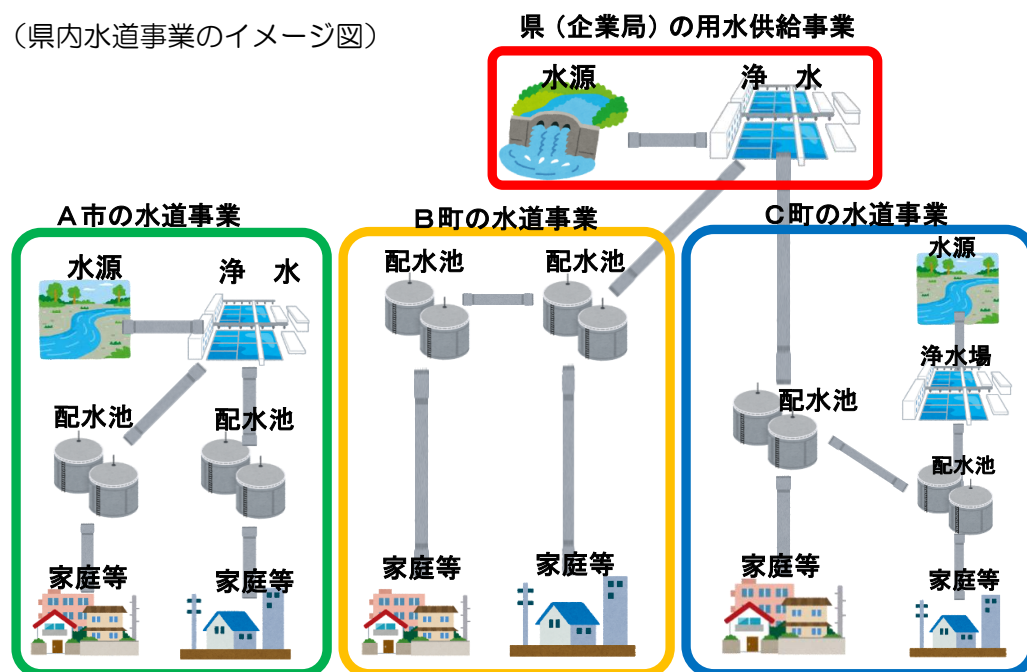 （県内水道事業のイメージ図）
県（企業局）の用水供給事業
水源
浄　水
A市の水道事業
水源
浄　水
配水池
配水池
家庭等
家庭等
B町の水道事業
配水池
配水池
家庭等
家庭等
C町の水道事業
水源
浄水場
配水池
配水池
家庭等
家庭等